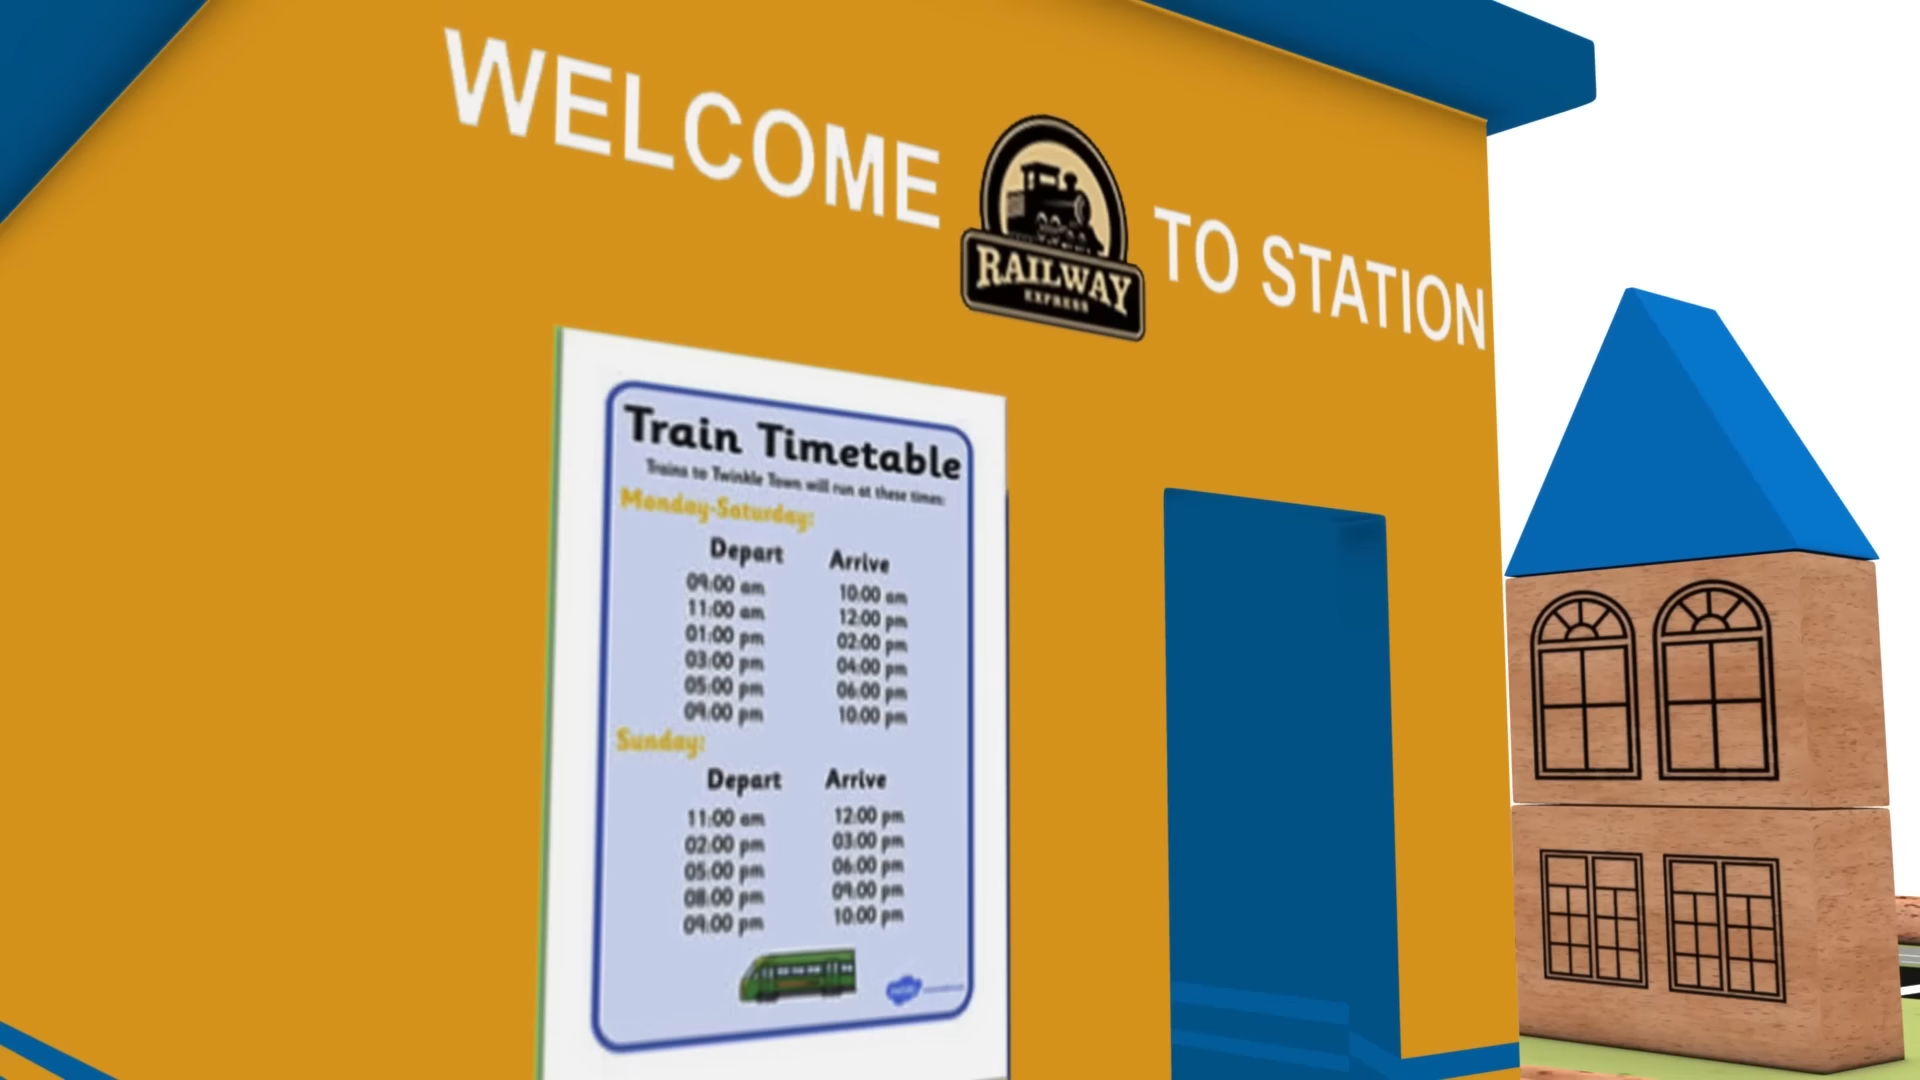 WELCOME TO STATION
RAILWAY
EXPRESS
Train Timetable
Trains to Twinkle Town will run at these times:
Monday-Saturday:
Depart Arrive
09:00 am 10:00 am
11:00 am 12:00 pm
01:00 pm 02:00 pm
03:00 pm 04:00 pm
05:00 pm 06:00 pm
09:00 pm 10:00 pm
Sunday:
Depart Arrive
11:00 am 12:00 pm
02:00 pm 03:00 pm
05:00 pm 06:00 pm
08:00 pm 09:00 pm
09:00 pm 10:00 pm